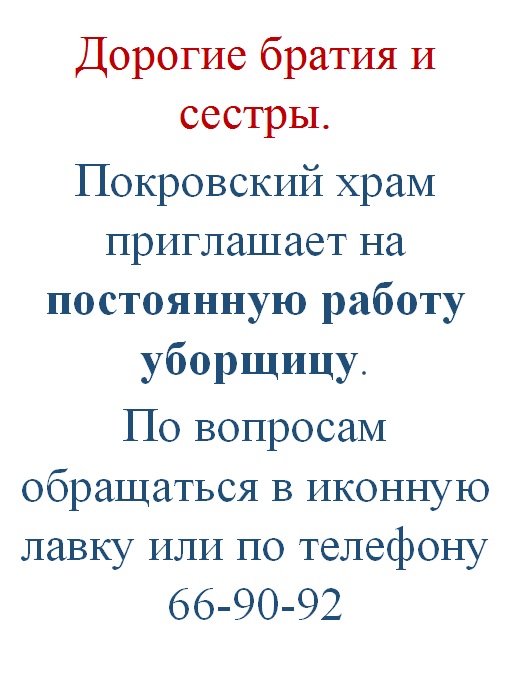 Дорогие братия и
сестры.
Покровский храм
приглашает на
постоянную работу
уборщицу.
По вопросам
обращаться в иконную
лавку или по телефону
66-90-92